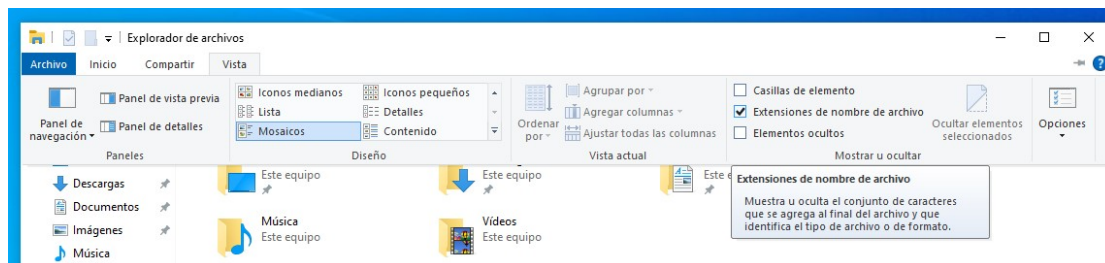 Explorador de archivos
Archivo Inicio Compartir Vista
Panel de navegación
Panel de vista previa
Panel de detalles
Paneles
Iconos medianos Iconos pequeños
Lista Detalles
Mosaicos Contenido
Diseño
Ordenar por
Agrupar por
Agregar columnas
Ajustar todas las columnas
Vista actual
Casillas de elemento
Extensiones de nombre de archivo
Elementos ocultos
Ocultar elementos seleccionados
Mostrar u ocultar
Opciones
Descargas
Documentos
Imágenes
Música
Este equipo
Este equipo
Este
Música
Este equipo
Vídeos
Este equipo
Extensiones de nombre de archivo
Muestra u oculta el conjunto de caracteres
que se agrega al final del archivo y que
identifica el tipo de archivo o de formato.